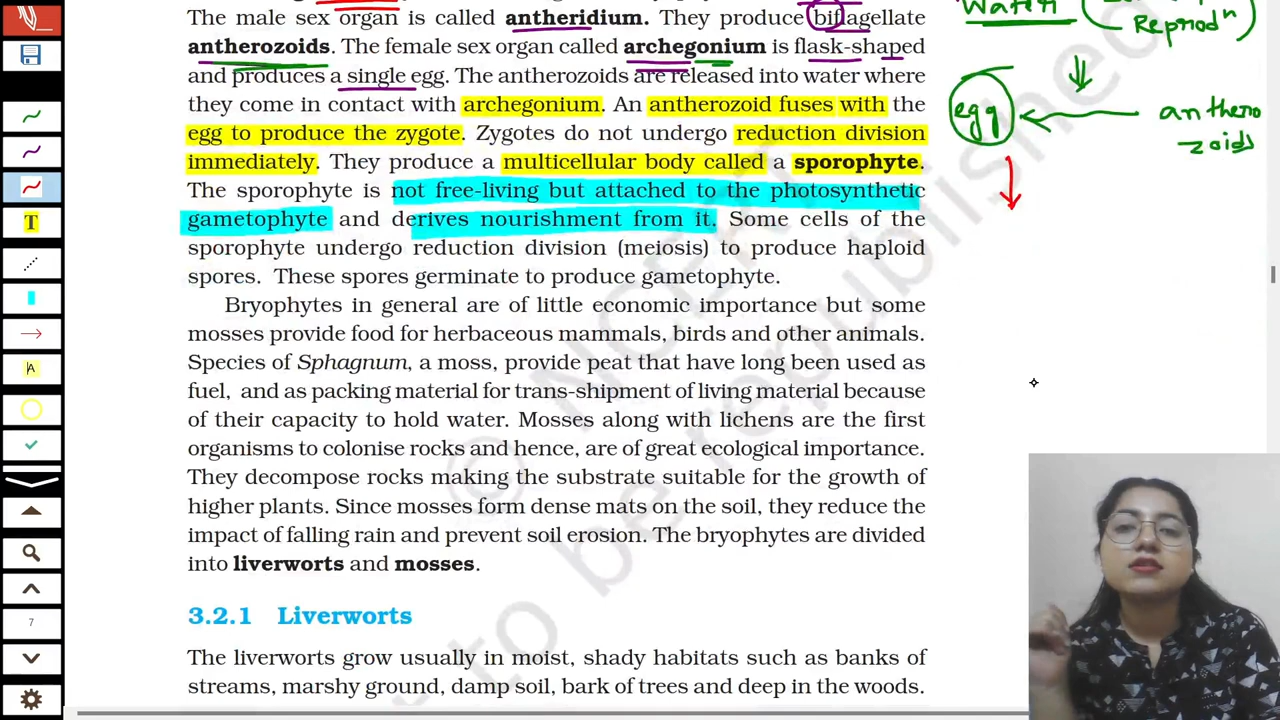 Water
Reprodⁿ
The male sex organ is called antheridium. They produce biflagellate
antherozoids. The female sex organ called archegonium is flask-shaped
and produces a single egg. The antherozoids are released into water where
they come in contact with archegonium. An antherozoid fuses with the
egg to produce the zygote. Zygotes do not undergo reduction division
immediately. They produce a multicellular body called a sporophyte.
The sporophyte is not free-living but attached to the photosynthetic
gametophyte and derives nourishment from it. Some cells of the
sporophyte undergo reduction division (meiosis) to produce haploid
spores. These spores germinate to produce gametophyte.
egg
anthero
zoids
Bryophytes in general are of little economic importance but some
mosses provide food for herbaceous mammals, birds and other animals.
Species of Sphagnum, a moss, provide peat that have long been used as
fuel, and as packing material for trans-shipment of living material because
of their capacity to hold water. Mosses along with lichens are the first
organisms to colonise rocks and hence, are of great ecological importance.
They decompose rocks making the substrate suitable for the growth of
higher plants. Since mosses form dense mats on the soil, they reduce the
impact of falling rain and prevent soil erosion. The bryophytes are divided
into liverworts and mosses.
3.2.1 Liverworts
The liverworts grow usually in moist, shady habitats such as banks of
streams, marshy ground, damp soil, bark of trees and deep in the woods.
© NCERT
to be republished
T
A
7